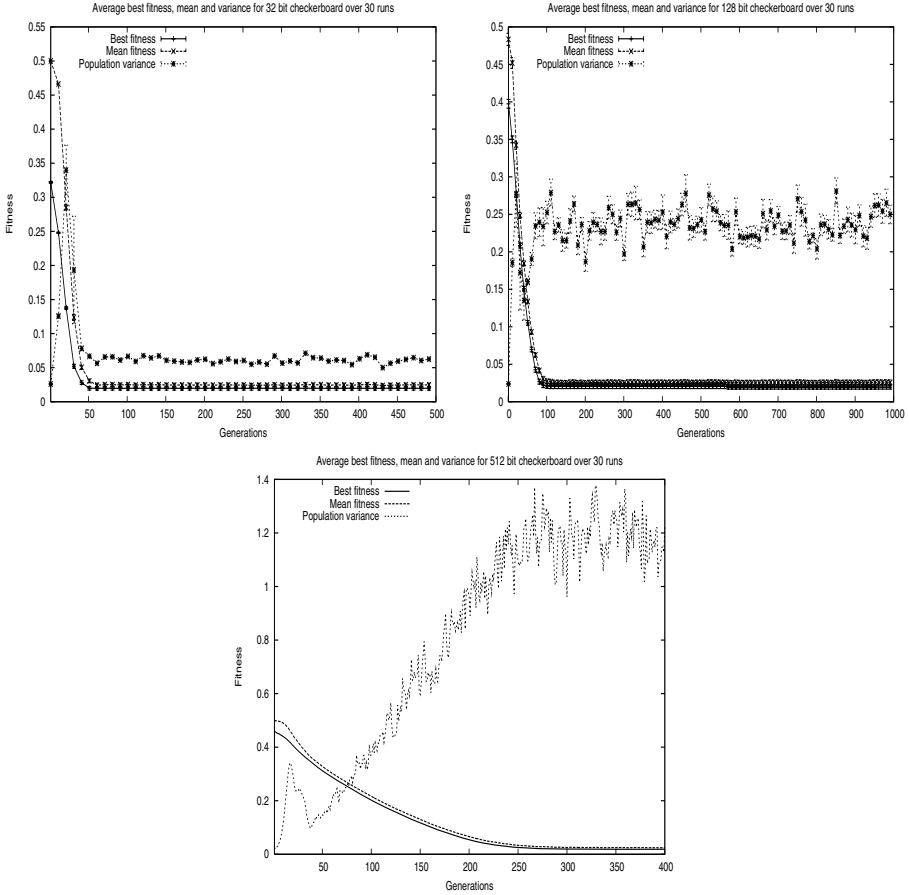 Average best fitness, mean and variance for 32 bit checkerboard over 30 runs
Best fitness
Mean fitness
Population variance
Fitness
0.55
0.5
0.45
0.4
0.35
0.3
0.25
0.2
0.15
0.1
0.05
0
0 50 100 150 200 250 300 350 400 450 500
Generations
Average best fitness, mean and variance for 128 bit checkerboard over 30 runs
Best fitness
Mean fitness
Population variance
Fitness
0.5
0.45
0.4
0.35
0.3
0.25
0.2
0.15
0.1
0.05
0
0 100 200 300 400 500 600 700 800 900 1000
Generations
Average best fitness, mean and variance for 512 bit checkerboard over 30 runs
Best fitness
Mean fitness
Population variance
Fitness
1.4
1.2
1
0.8
0.6
0.4
0.2
0
50 100 150 200 250 300 350 400
Generations